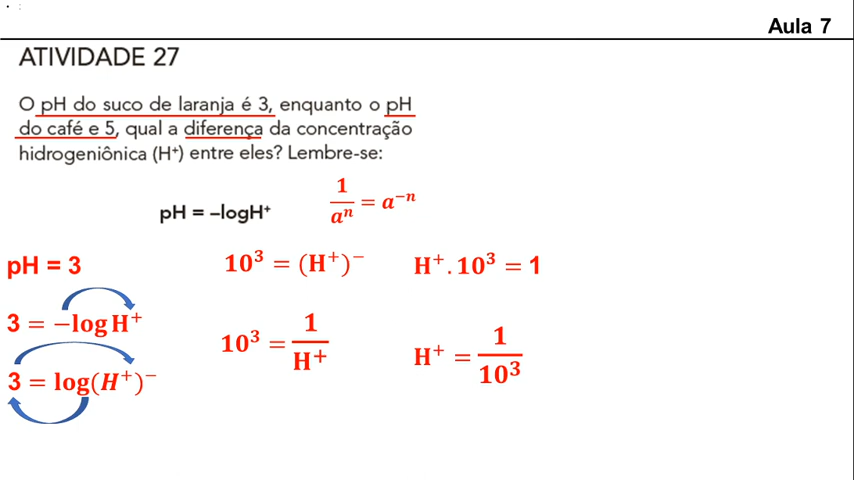 Aula 7
ATIVIDADE 27
O pH do suco de laranja é 3, enquanto o pH
do café e 5, qual a diferença da concentração
hidrogeniônica (H⁺) entre eles? Lembre-se:
pH = –logH⁺
1/aⁿ = a⁻ⁿ
pH = 3
3 = −log H⁺
3 = log(H⁺)⁻
10³ = (H⁺)⁻
10³ = 1/H⁺
H⁺. 10³ = 1
H⁺ = 1/10³